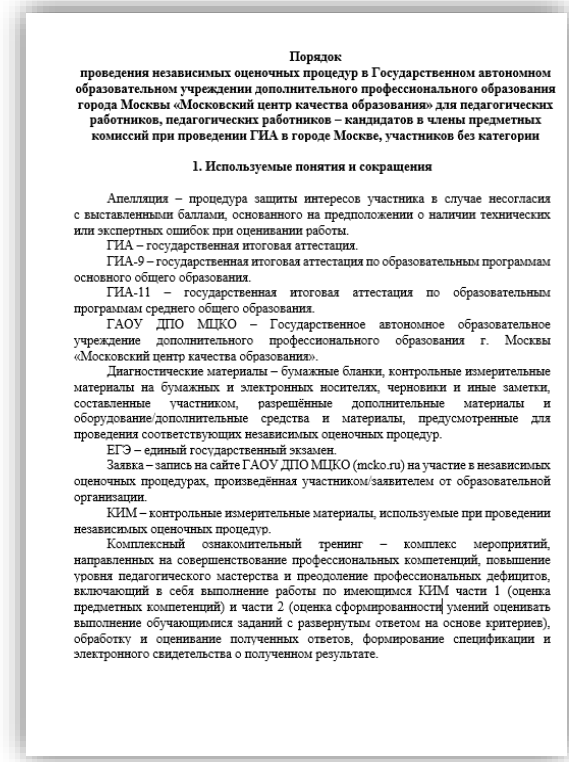 Порядок
проведения независимых оценочных процедур в Государственном автономном
образовательном учреждении дополнительного профессионального образования
города Москвы «Московский центр качества образования» для педагогических
работников, педагогических работников – кандидатов в члены предметных
комиссий при проведении ГИА в городе Москве, участников без категории
1. Используемые понятия и сокращения
Апелляция – процедура защиты интересов участника в случае несогласия
с выставленными баллами, основанного на предположении о наличии технических
или экспертных ошибок при оценивании работы.
ГИА – государственная итоговая аттестация.
ГИА-9 – государственная итоговая аттестация по образовательным программам
основного общего образования.
ГИА-11 – государственная итоговая аттестация по образовательным
программам среднего общего образования.
ГАОУ ДПО МЦКО – Государственное автономное образовательное
учреждение дополнительного профессионального образования г. Москвы
«Московский центр качества образования».
Диагностические материалы – бумажные бланки, контрольные измерительные
материалы на бумажных и электронных носителях, черновики и иные заметки,
составленные участником, разрешённые дополнительные материалы и
оборудование/дополнительные средства и материалы, предусмотренные для
проведения соответствующих независимых оценочных процедур.
ЕГЭ – единый государственный экзамен.
Заявка – запись на сайте ГАОУ ДПО МЦКО (mcko.ru) на участие в независимых
оценочных процедурах, произведённая участником/заявителем от образовательной
организации.
КИМ – контрольные измерительные материалы, используемые при проведении
независимых оценочных процедур.
Комплексный ознакомительный тренинг – комплекс мероприятий,
направленных на совершенствование профессиональных компетенций, повышение
уровня педагогического мастерства и преодоление профессиональных дефицитов,
включающий в себя выполнение работы по имеющимся КИМ части 1 (оценка
предметных компетенций) и части 2 (оценка сформированности умений оценивать
выполнение обучающимися заданий с развернутым ответом на основе критериев),
обработку и оценивание полученных ответов, формирование спецификации и
электронного свидетельства о полученном результате.